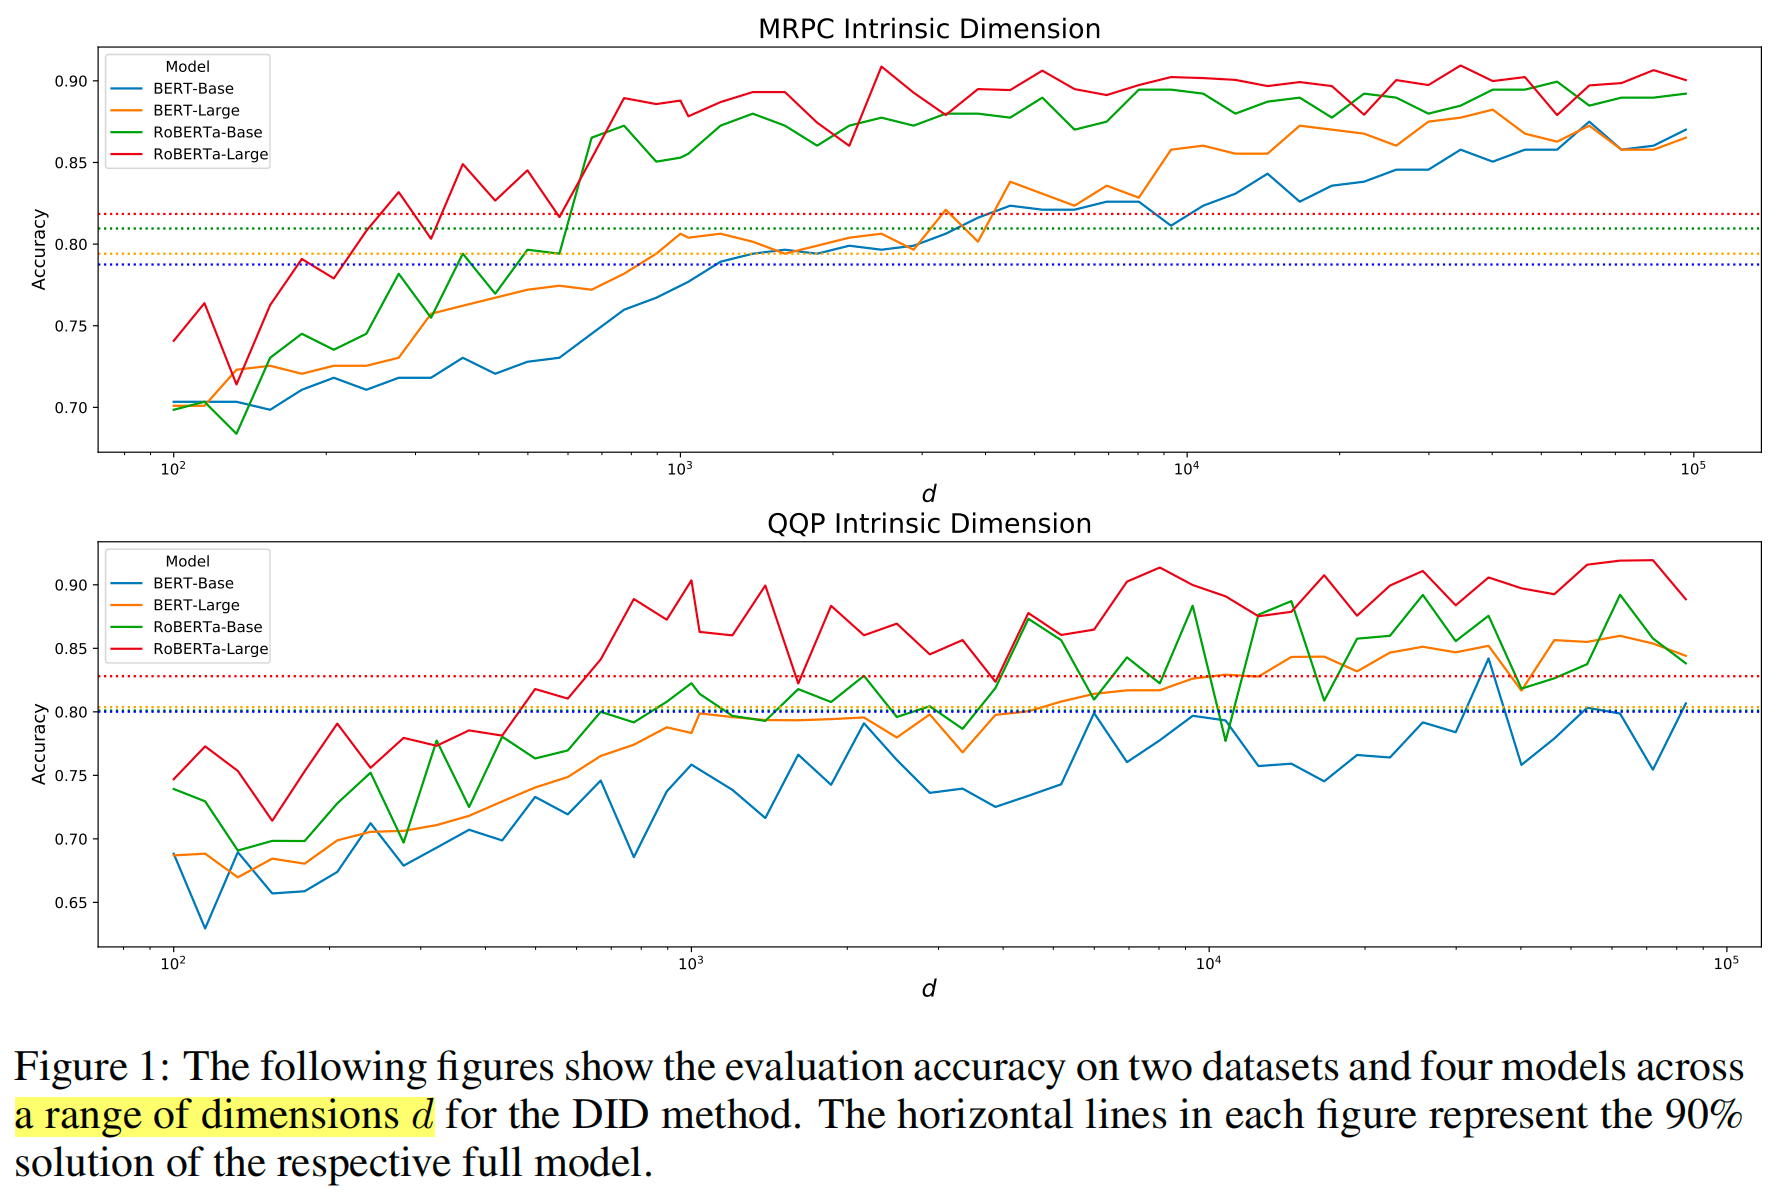 MRPC Intrinsic Dimension
Model
BERT-Base
BERT-Large
RoBERTa-Base
RoBERTa-Large
Accuracy
0.90
0.85
0.80
0.75
0.70
10²
10³
10⁴
10⁵
d
QQP Intrinsic Dimension
Model
BERT-Base
BERT-Large
RoBERTa-Base
RoBERTa-Large
Accuracy
0.90
0.85
0.80
0.75
0.70
0.65
10²
10³
10⁴
10⁵
d
Figure 1: The following figures show the evaluation accuracy on two datasets and four models across
a range of dimensions d for the DID method. The horizontal lines in each figure represent the 90%
solution of the respective full model.